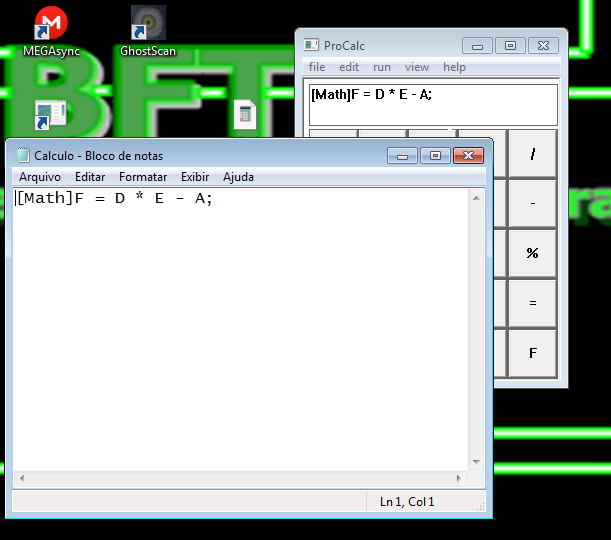 MEGAsync
GhostScan
BFT
ProCalc
file edit run view help
[Math]F = D * E - A;
/
-
%
=
F
Calculo - Bloco de notas
Arquivo Editar Formatar Exibir Ajuda
[Math]F = D * E - A;
Ln 1, Col 1